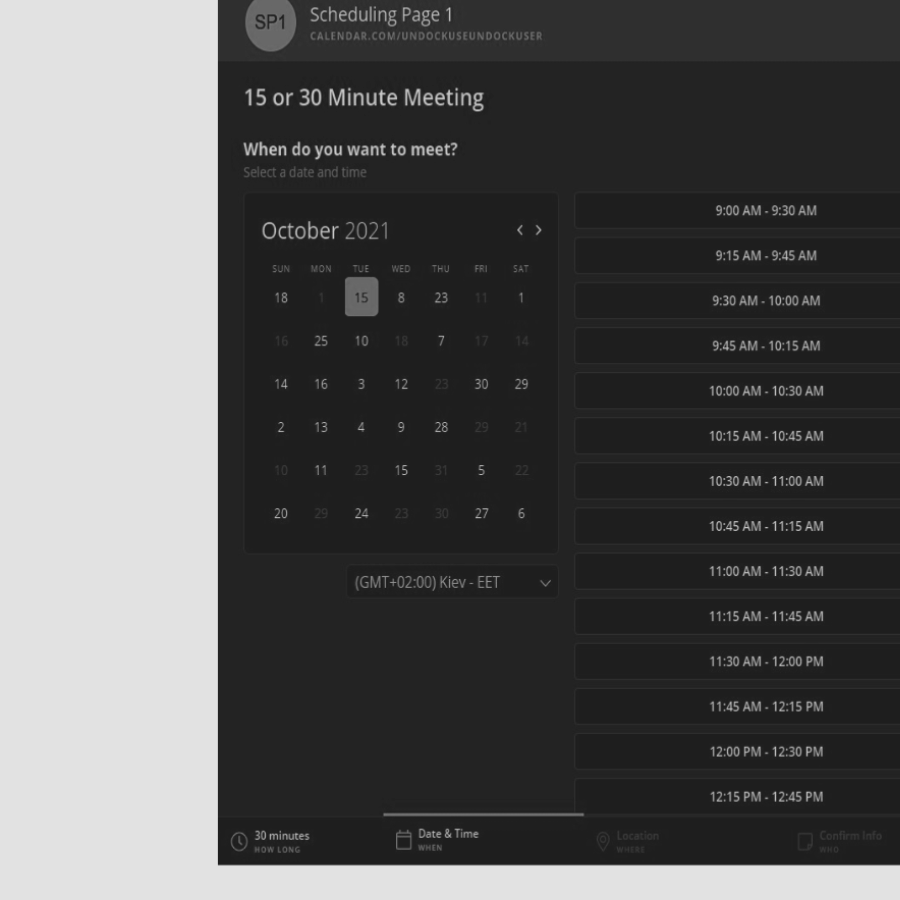 SP1
Scheduling Page 1
CALENDAR.COM/UNDOCKUSEUNDOCKUSER
15 or 30 Minute Meeting
When do you want to meet?
Select a date and time
October 2021
SUN MON TUE WED THU FRI SAT
18 1 15 8 23 11 1
16 25 10 18 7 17 14
14 16 3 12 23 30 29
2 13 4 9 28 29 21
10 11 23 15 31 5 22
20 29 24 23 30 27 6
(GMT+02:00) Kiev - EET
9:00 AM - 9:30 AM
9:15 AM - 9:45 AM
9:30 AM - 10:00 AM
9:45 AM - 10:15 AM
10:00 AM - 10:30 AM
10:15 AM - 10:45 AM
10:30 AM - 11:00 AM
10:45 AM - 11:15 AM
11:00 AM - 11:30 AM
11:15 AM - 11:45 AM
11:30 AM - 12:00 PM
11:45 AM - 12:15 PM
12:00 PM - 12:30 PM
12:15 PM - 12:45 PM
30 minutes
HOW LONG
Date & Time
WHEN
Location
WHERE
Confirm Info
WHO